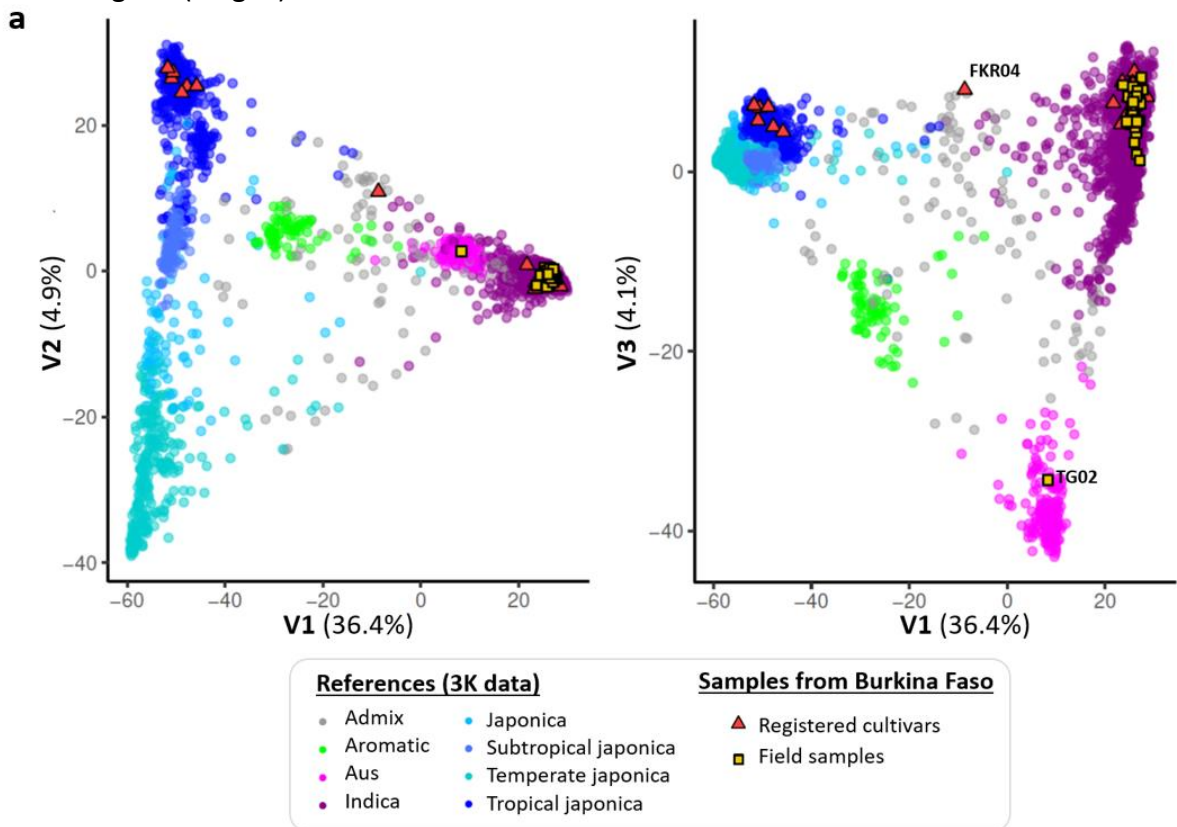 a
20
0
−20
−40
V2 (4.9%)
−60
−40
−20
0
20
V1 (36.4%)
FKR04
TG02
0
−20
−40
V3 (4.1%)
−60
−40
−20
0
20
V1 (36.4%)
References (3K data)
Admix
Aromatic
Aus
Indica
Japonica
Subtropical japonica
Temperate japonica
Tropical japonica
Samples from Burkina Faso
Registered cultivars
Field samples